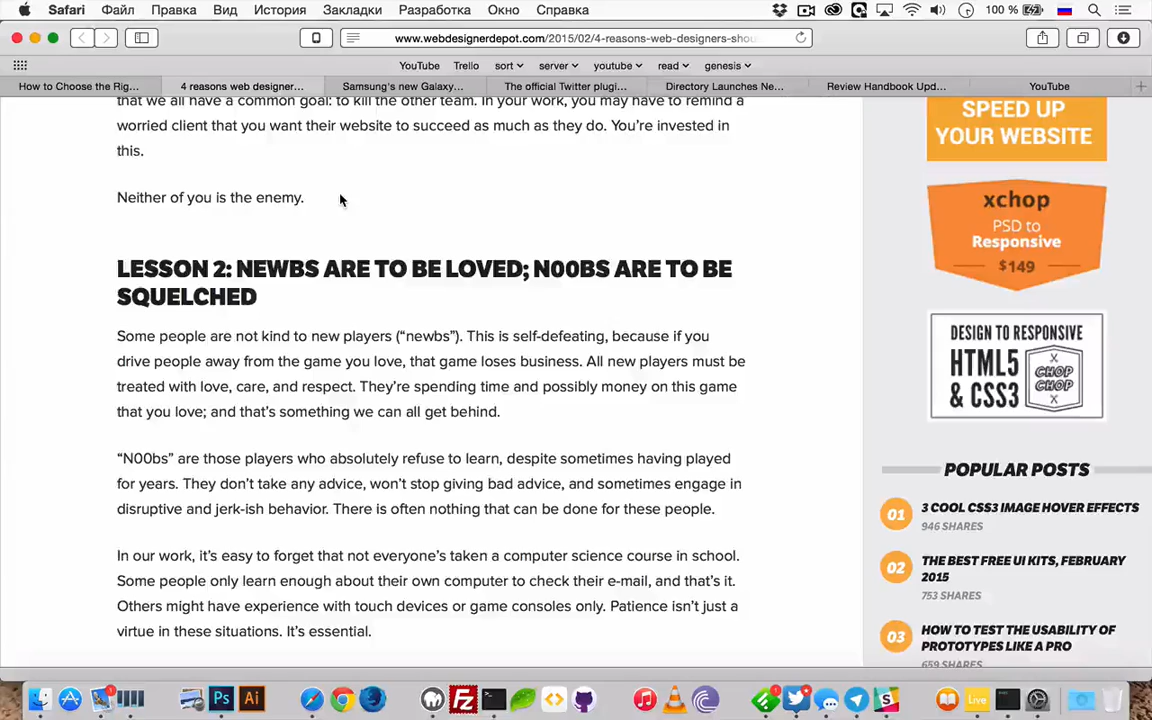 Safari Файл Правка Вид История Закладки Разработка Окно Справка 100 %
www.webdesignerdepot.com/2015/02/4-reasons-web-designers-shou
YouTube Trello sort server youtube read genesis
How to Choose the Rig... 4 reasons web designer... Samsung's new Galaxy... The official Twitter plugi... Directory Launches Ne... Review Handbook Upd... YouTube
that we all have a common goal: to kill the other team. In your work, you may have to remind a
worried client that you want their website to succeed as much as they do. You’re invested in
this.
Neither of you is the enemy.
LESSON 2: NEWBS ARE TO BE LOVED; N00BS ARE TO BE
SQUELCHED
Some people are not kind to new players (“newbs”). This is self-defeating, because if you
drive people away from the game you love, that game loses business. All new players must be
treated with love, care, and respect. They’re spending time and possibly money on this game
that you love; and that’s something we can all get behind.
“N00bs” are those players who absolutely refuse to learn, despite sometimes having played
for years. They don’t take any advice, won’t stop giving bad advice, and sometimes engage in
disruptive and jerk-ish behavior. There is often nothing that can be done for these people.
In our work, it’s easy to forget that not everyone’s taken a computer science course in school.
Some people only learn enough about their own computer to check their e-mail, and that’s it.
Others might have experience with touch devices or game consoles only. Patience isn’t just a
virtue in these situations. It’s essential.
SPEED UP
YOUR WEBSITE
xchop
PSD to
Responsive
$149
DESIGN TO RESPONSIVE
HTML5
& CSS3
CHOP
CHOP
POPULAR POSTS
01 3 COOL CSS3 IMAGE HOVER EFFECTS
946 SHARES
02 THE BEST FREE UI KITS, FEBRUARY
2015
753 SHARES
03 HOW TO TEST THE USABILITY OF
PROTOTYPES LIKE A PRO
659 SHARES
Ps Ai Fz Live